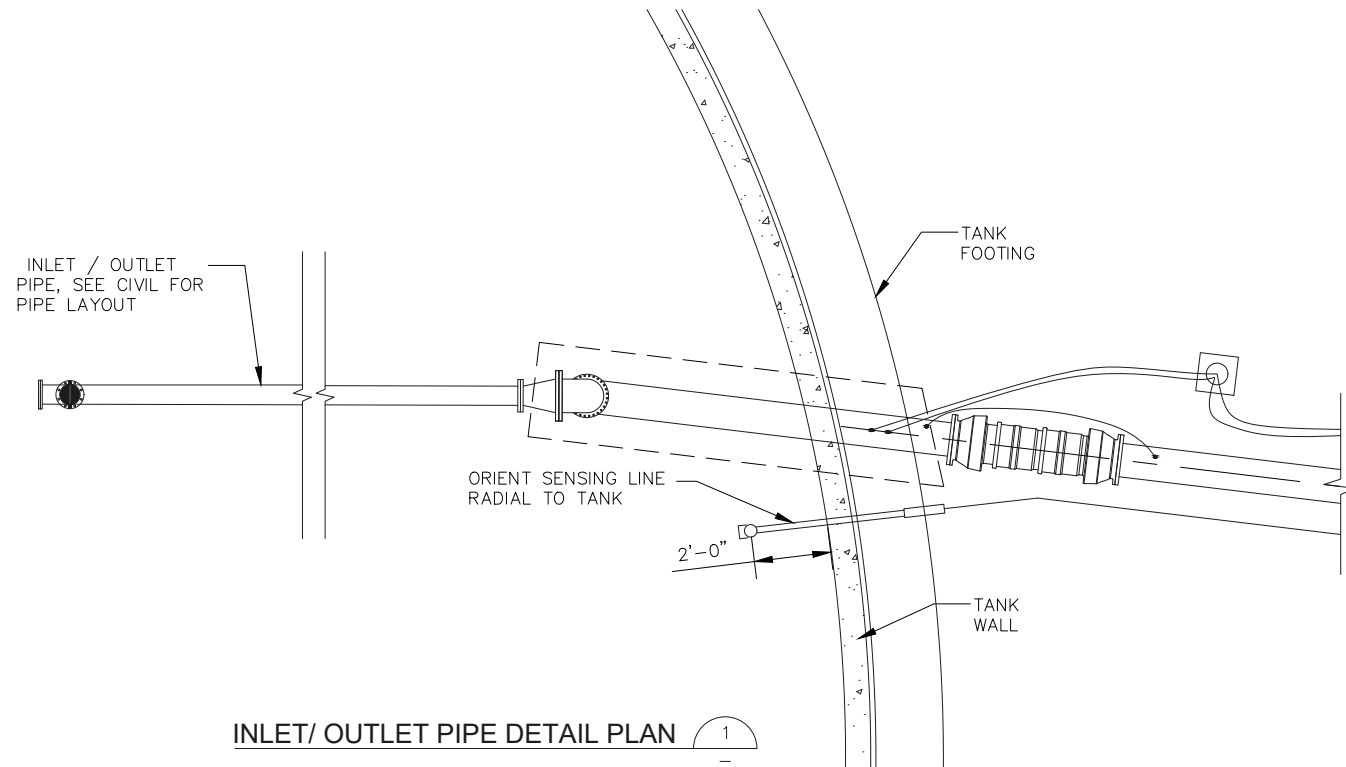 TANK
FOOTING
INLET / OUTLET
PIPE, SEE CIVIL FOR
PIPE LAYOUT
ORIENT SENSING LINE
RADIAL TO TANK
2'-0"
TANK
WALL
INLET/ OUTLET PIPE DETAIL PLAN
1
–